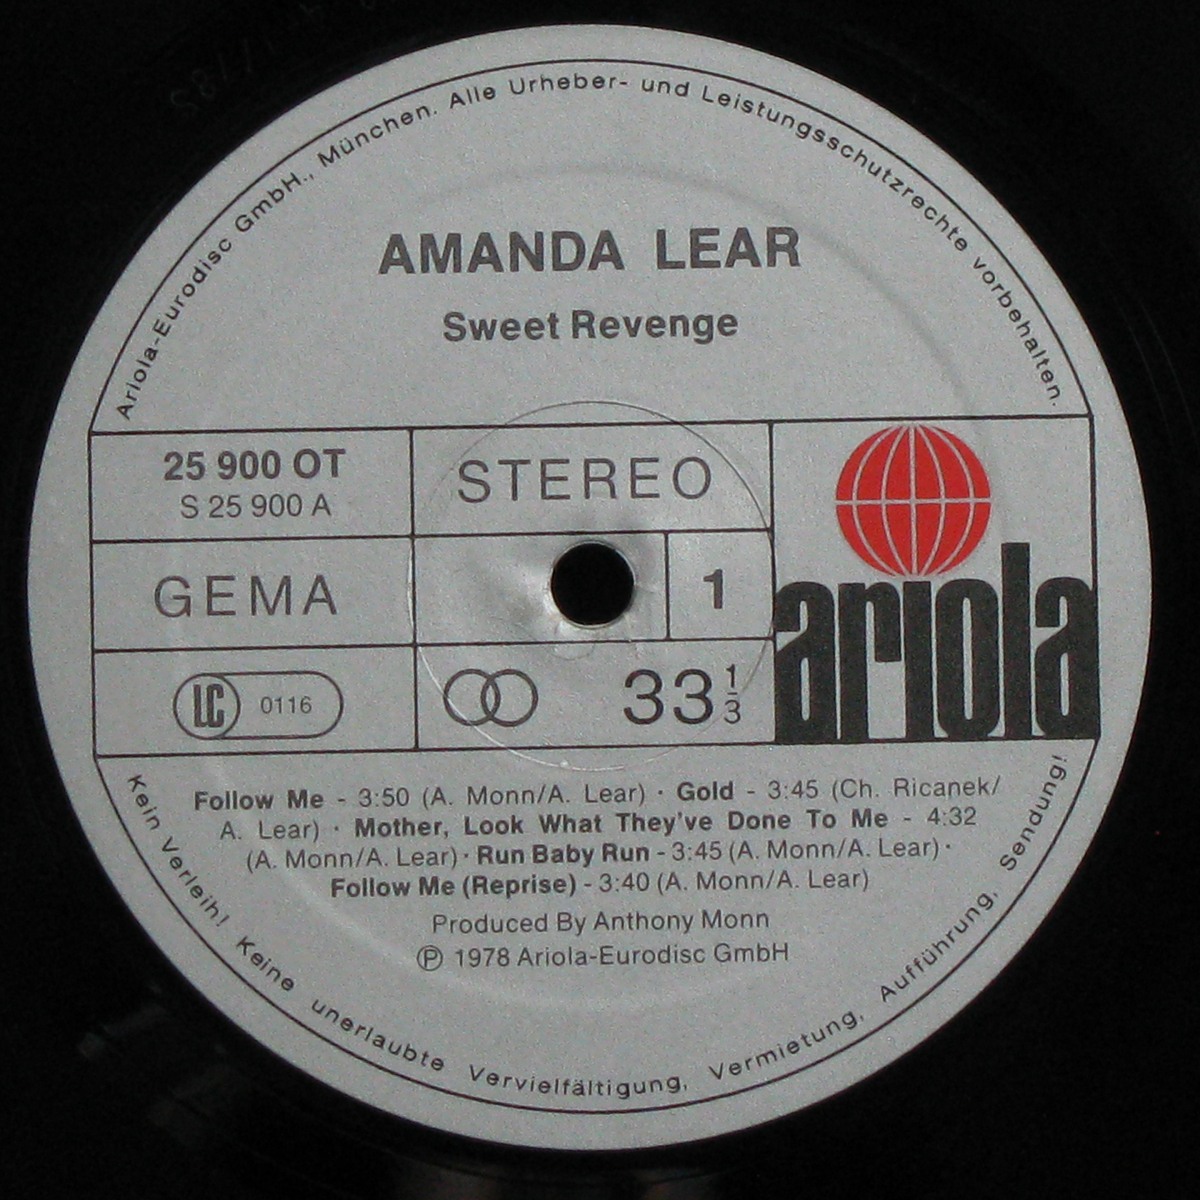 Ariola-Eurodisc GmbH., München. Alle Urheber- und Leistungsschutzrechte vorbehalten.
AMANDA LEAR
Sweet Revenge
25 900 OT
S 25 900 A
STEREO
GEMA
1
LC 0116
33 1/3
ariola
Follow Me - 3:50 (A. Monn/A. Lear) · Gold - 3:45 (Ch. Ricanek/
A. Lear) · Mother, Look What They've Done To Me - 4:32
(A. Monn/A. Lear) · Run Baby Run - 3:45 (A. Monn/A. Lear) ·
Follow Me (Reprise) - 3:40 (A. Monn/A. Lear)
Produced By Anthony Monn
℗ 1978 Ariola-Eurodisc GmbH
Kein Verleih! Keine unerlaubte Vervielfältigung, Vermietung, Aufführung, Sendung!